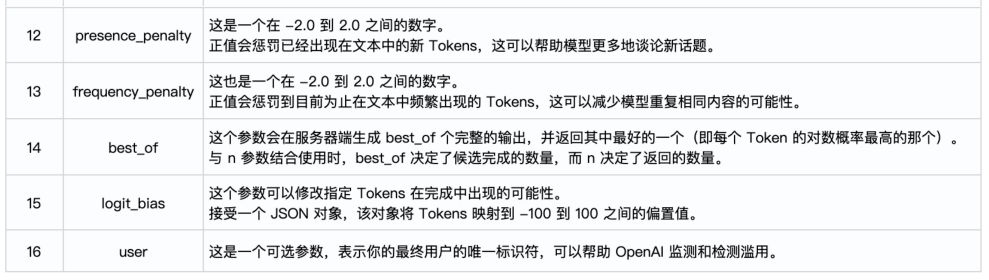 12
presence_penalty
这是一个在 -2.0 到 2.0 之间的数字。
正值会惩罚已经出现在文本中的新 Tokens，这可以帮助模型更多地谈论新话题。
13
frequency_penalty
这也是一个在 -2.0 到 2.0 之间的数字。
正值会惩罚到目前为止在文本中频繁出现的 Tokens，这可以减少模型重复相同内容的可能性。
14
best_of
这个参数会在服务器端生成 best_of 个完整的输出，并返回其中最好的一个（即每个 Token 的对数概率最高的那个）。
与 n 参数结合使用时，best_of 决定了候选完成的数量，而 n 决定了返回的数量。
15
logit_bias
这个参数可以修改指定 Tokens 在完成中出现的可能性。
接受一个 JSON 对象，该对象将 Tokens 映射到 -100 到 100 之间的偏置值。
16
user
这是一个可选参数，表示你的最终用户的唯一标识符，可以帮助 OpenAI 监测和检测滥用。